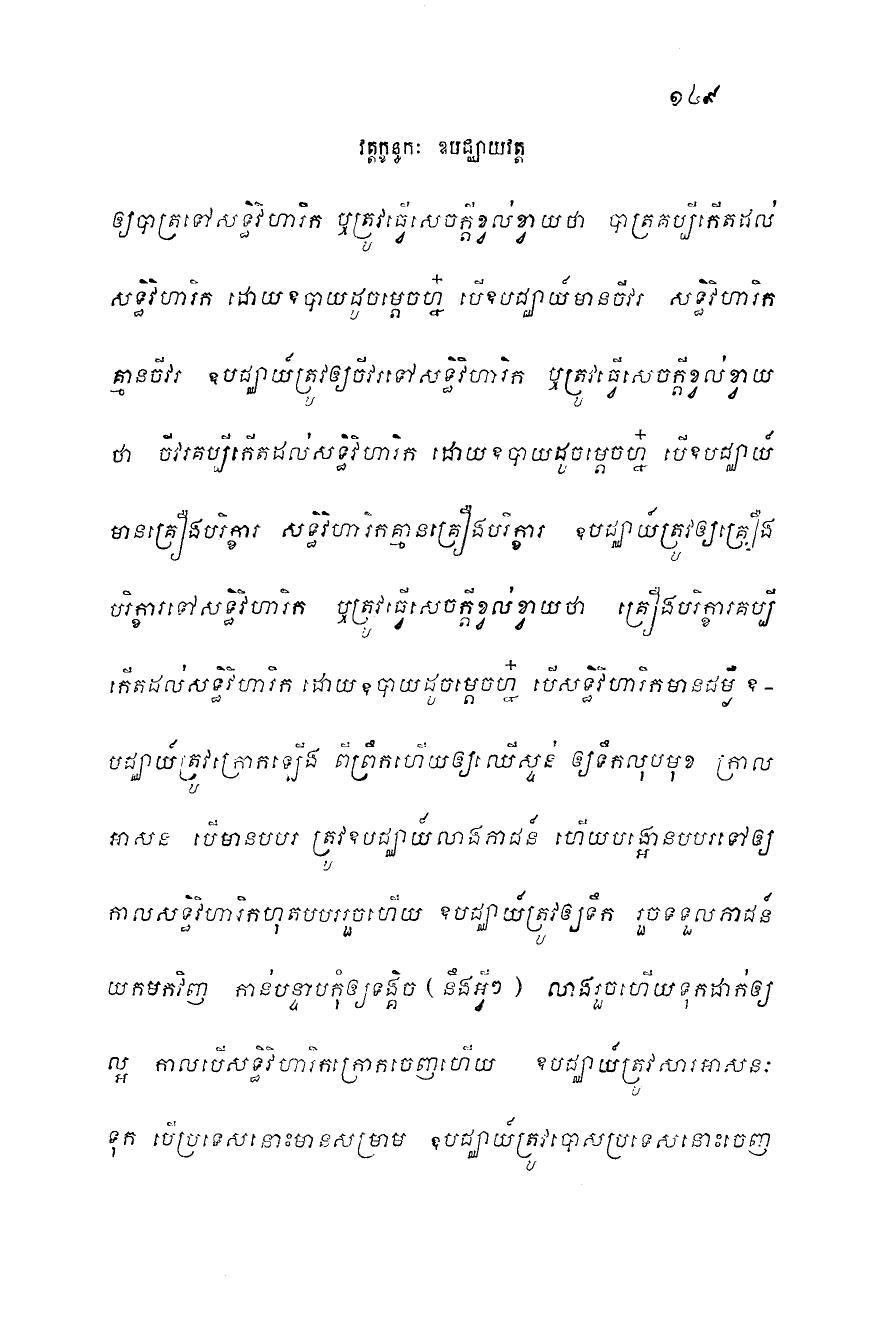 ១៤៩
វត្តក្ខន្ធកៈ ឧបជ្ឈាយវត្ត
ឲ្យបាត្រទៅសទ្ធិវិហារិក ឬត្រូវធ្វើសេចក្តីខ្វល់ខ្វាយថា បាត្រគប្បីកើតដល់
សទ្ធិវិហារិក ដោយឧបាយដូចម្តេចហ្ន៎ បើឧបជ្ឈាយ៍មានចីវរ សទ្ធិវិហារិក
គ្មានចីវរ ឧបជ្ឈាយ៍ត្រូវឲ្យចីវរទៅសទ្ធិវិហារិក ឬត្រូវធ្វើសេចក្តីខ្វល់ខ្វាយ
ថា ចីវរគប្បីកើតដល់សទ្ធិវិហារិក ដោយឧបាយដូចម្តេចហ្ន៎ បើឧបជ្ឈាយ៍
មានគ្រឿងបរិក្ខារ សទ្ធិវិហារិកគ្មានគ្រឿងបរិក្ខារ ឧបជ្ឈាយ៍ត្រូវឲ្យគ្រឿង
បរិក្ខារទៅសទ្ធិវិហារិក ឬត្រូវធ្វើសេចក្តីខ្វល់ខ្វាយថា គ្រឿងបរិក្ខារគប្បី
កើតដល់សទ្ធិវិហារិក ដោយឧបាយដូចម្តេចហ្ន៎ បើសទ្ធិវិហារិកមានជម្ងឺ ឧ-
បជ្ឈាយ៍ត្រូវក្រោកឡើង ពីព្រឹកហើយឲ្យឈើស្ទន់ ឲ្យទឹកលុបមុខ ក្រាល
អាសនៈ បើមានបបរ ត្រូវឧបជ្ឈាយ៍លាងភាជន៍ ហើយបង្អោនបបរទៅឲ្យ
កាលសទ្ធិវិហារិកហុតបបររួចហើយ ឧបជ្ឈាយ៍ត្រូវឲ្យទឹក រួចទទួលភាជន៍
យកមកវិញ កាន់បន្ទាបកុំឲ្យទង្គិច ( នឹងអ្វីៗ ) លាងរួចហើយទុកដាក់ឲ្យ
ល្អ កាលបើសទ្ធិវិហារិកក្រោកចេញហើយ ឧបជ្ឈាយ៍ត្រូវសារអាសនៈ
ទុក បើប្រទេសនោះមានសម្រាម ឧបជ្ឈាយ៍ត្រូវបោសប្រទេសនោះចេញ